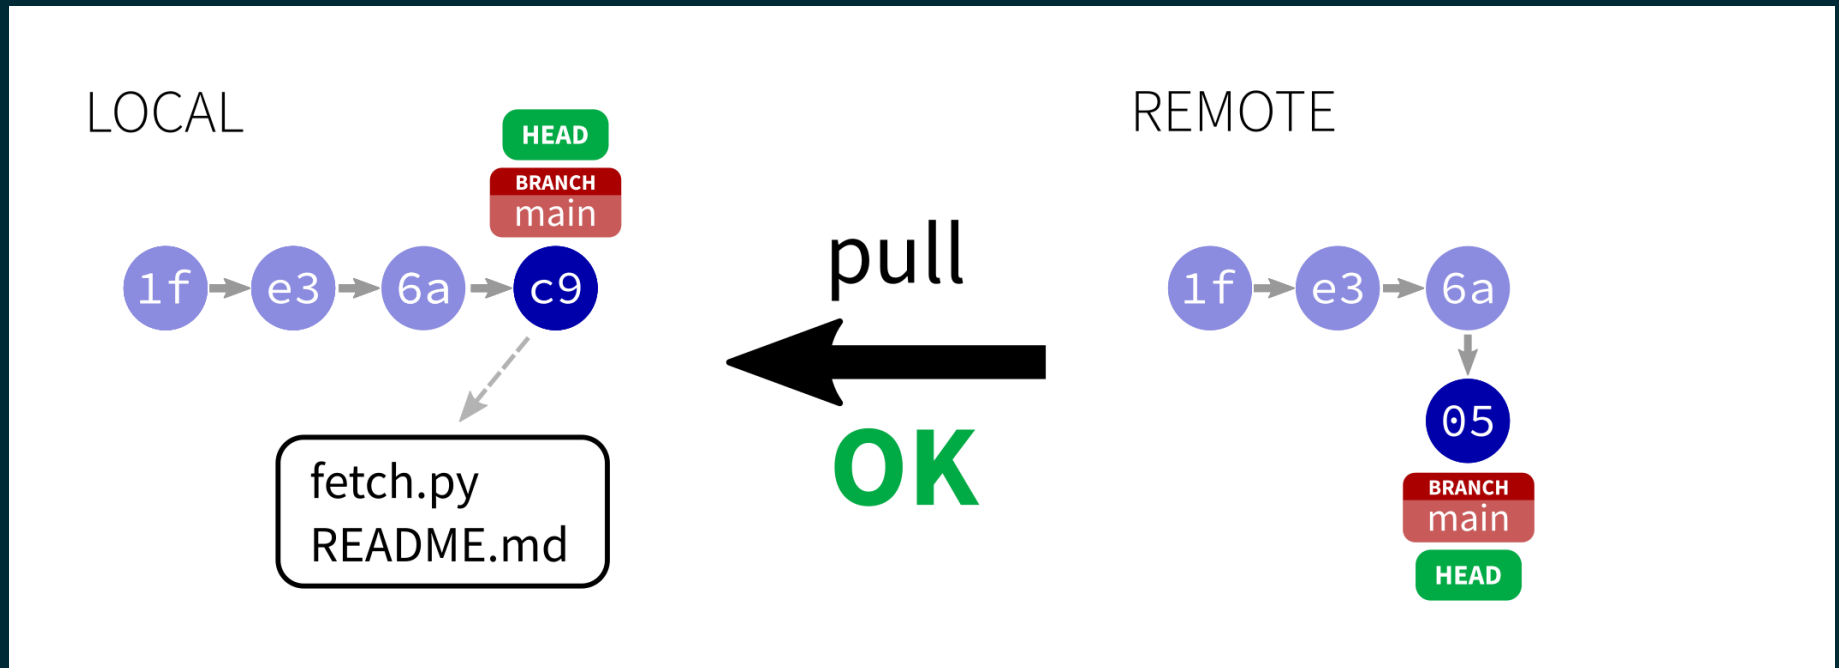 LOCAL
HEAD
BRANCH
main
1f
e3
6a
c9
fetch.py
README.md
pull
OK
REMOTE
1f
e3
6a
05
BRANCH
main
HEAD